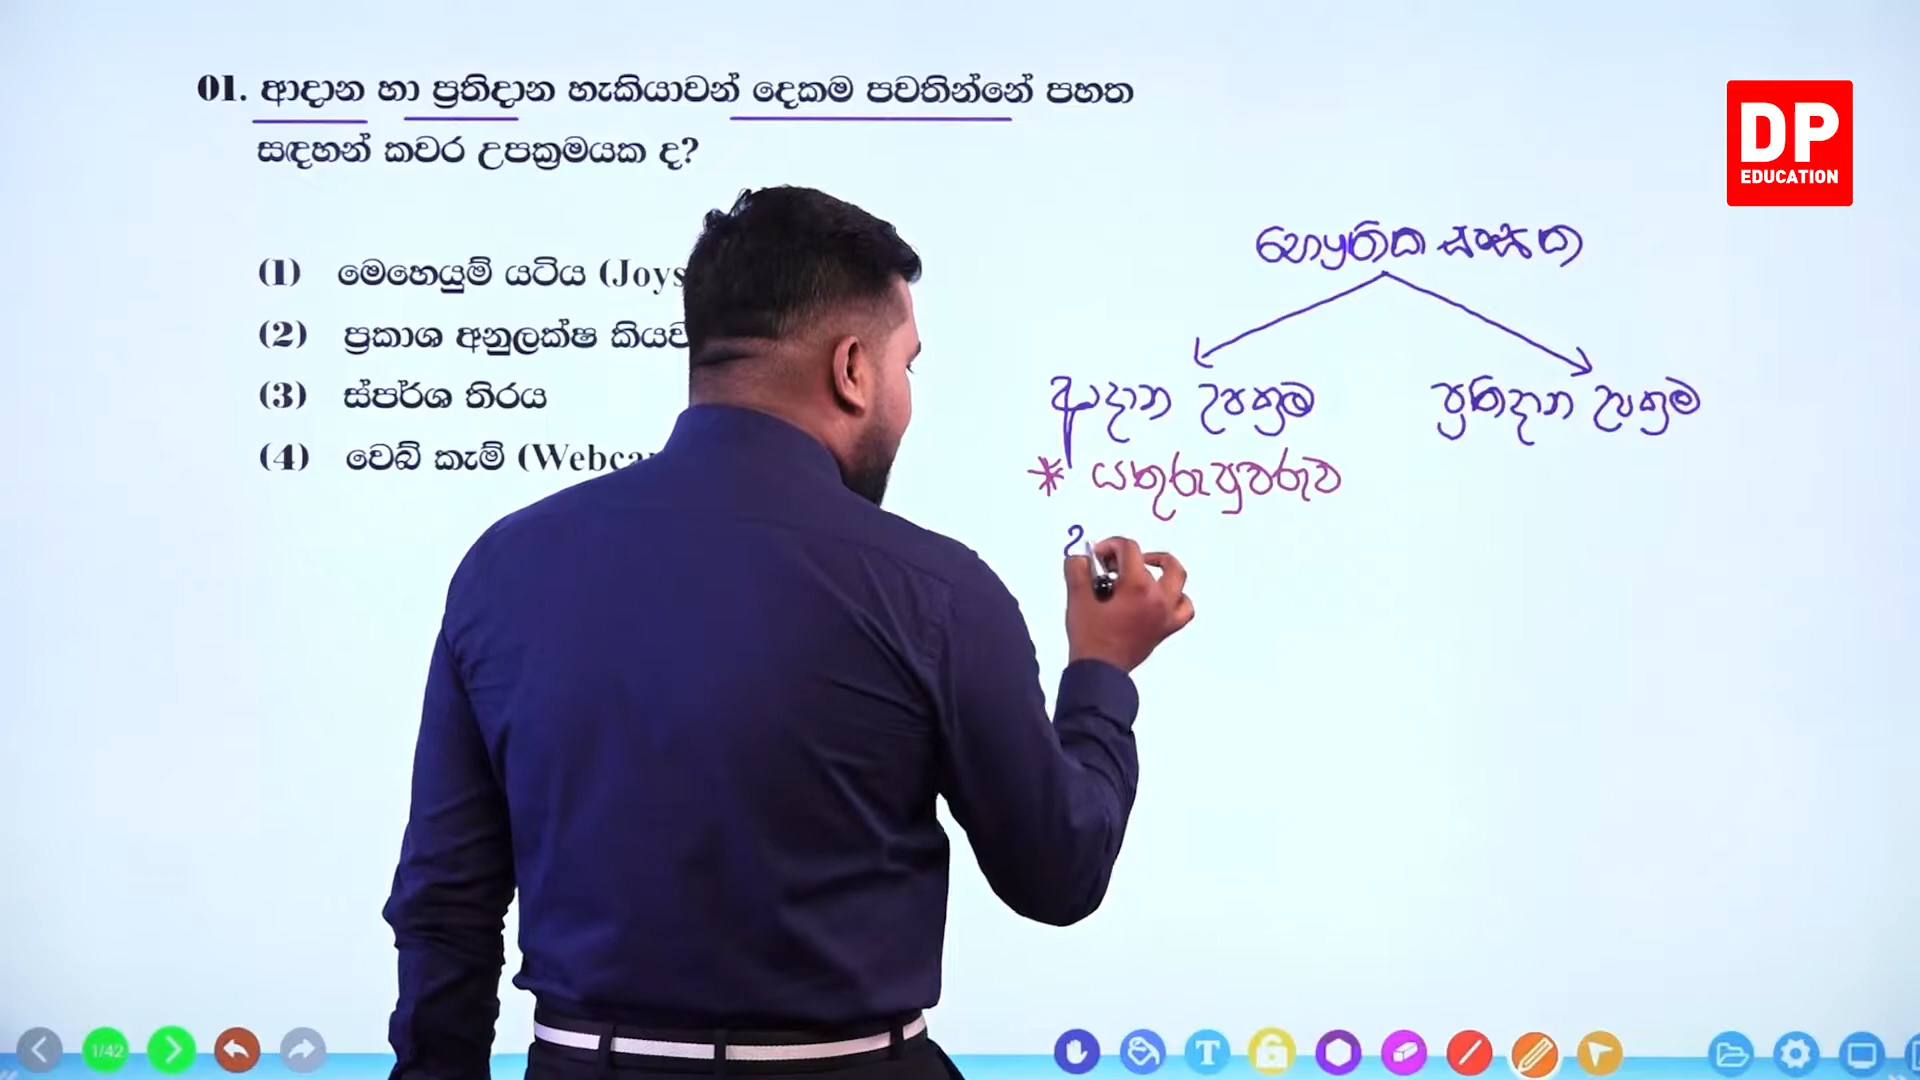 01. ආදාන හා ප්‍රතිදාන හැකියාවන් දෙකම පවතින්නේ පහත
සඳහන් කවර උපක්‍රමයක ද?
(1) මෙහෙයුම් යටිය (Joys
(2) ප්‍රකාශ අනුලක්ෂ කියව
(3) ස්පර්ශ තිරය
(4) වෙබ් කැම් (Webca
DP
EDUCATION
භෞතික සංඝටක
ආදාන උපක්‍රම
ප්‍රතිදාන උපක්‍රම
* යතුරුපුවරුව
1/42
T